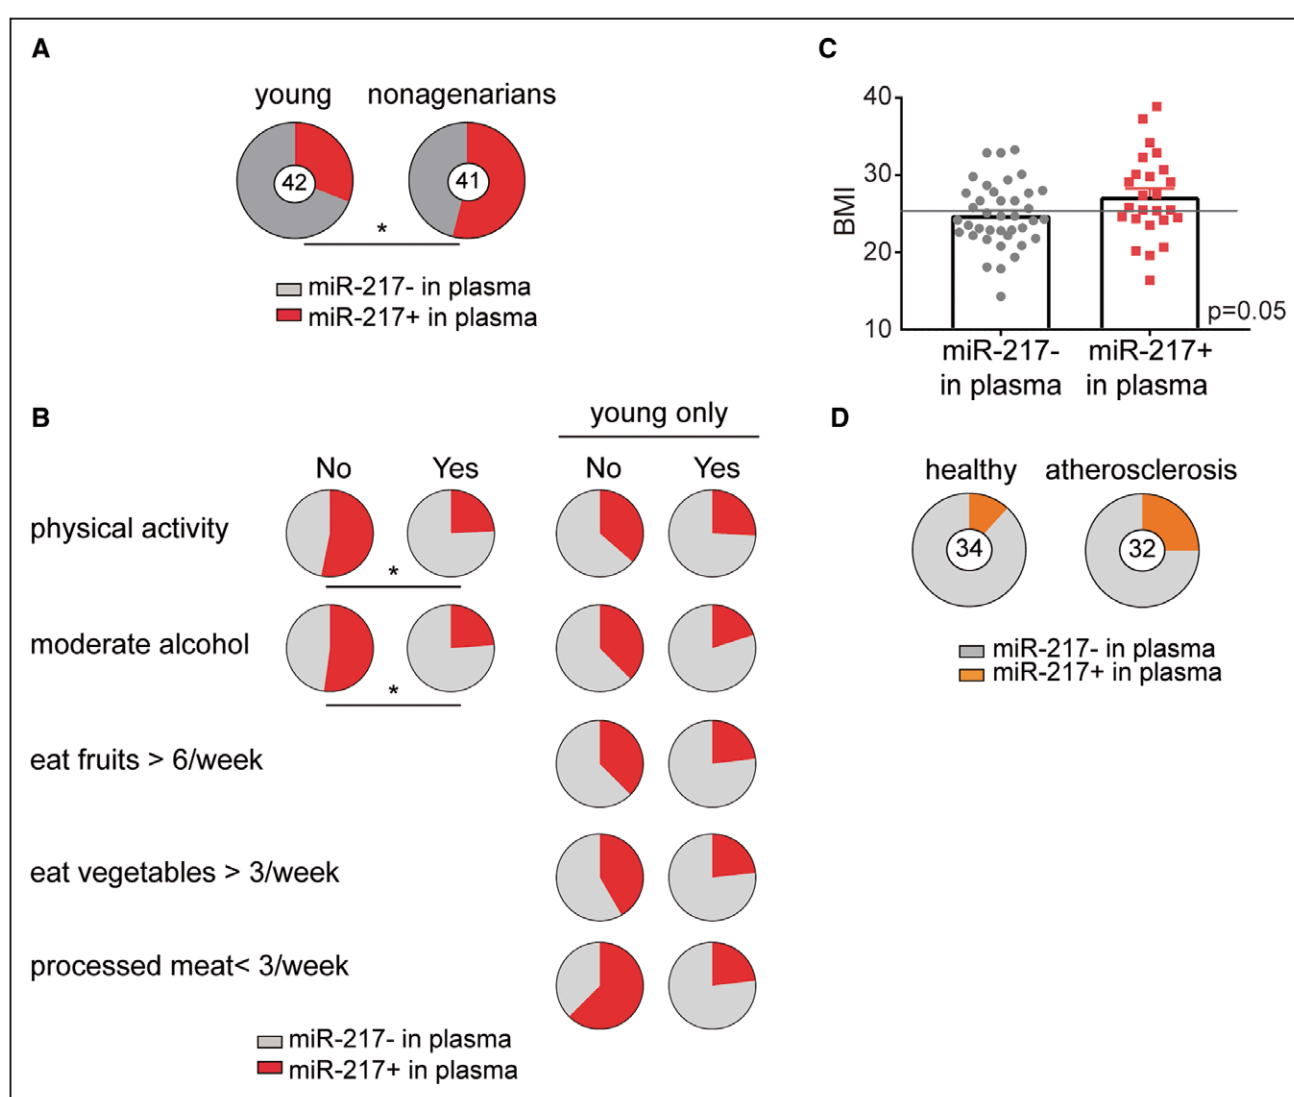 A
young nonagenarians
42 41
*
miR-217- in plasma
miR-217+ in plasma
C
40
30
20
10
BMI
p=0.05
miR-217- miR-217+
in plasma in plasma
B
young only
No Yes No Yes
physical activity
*
moderate alcohol
*
eat fruits > 6/week
eat vegetables > 3/week
processed meat< 3/week
miR-217- in plasma
miR-217+ in plasma
D
healthy atherosclerosis
34 32
miR-217- in plasma
miR-217+ in plasma